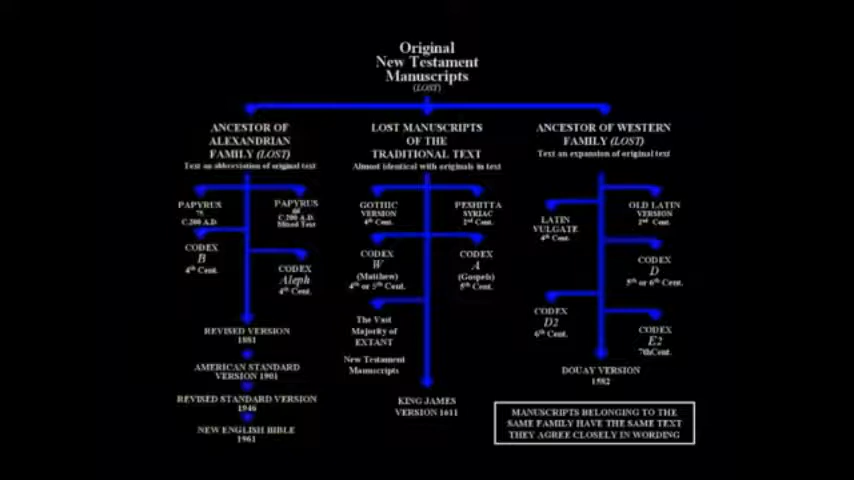 Original
New Testament
Manuscripts
(LOST)
ANCESTOR OF
ALEXANDRIAN
FAMILY (LOST)
Text an abbreviation of original text
PAPYRUS
75
C.200 A.D.
PAPYRUS
66
C.200 A.D.
Mixed Text
CODEX
B
4th Cent.
CODEX
Aleph
4th Cent.
REVISED VERSION
1881
AMERICAN STANDARD
VERSION 1901
REVISED STANDARD VERSION
1946
NEW ENGLISH BIBLE
1961
LOST MANUSCRIPTS
OF THE
TRADITIONAL TEXT
Almost identical with originals in text
GOTHIC
VERSION
4th Cent.
PESHITTA
SYRIAC
2nd Cent.
CODEX
W
(Matthew)
4th or 5th Cent.
CODEX
A
(Gospels)
5th Cent.
The Vast
Majority of
EXTANT
New Testament
Manuscripts
KING JAMES
VERSION 1611
ANCESTOR OF WESTERN
FAMILY (LOST)
Text an expansion of original text
LATIN
VULGATE
4th Cent.
OLD LATIN
VERSION
2nd Cent.
CODEX
D
5th or 6th Cent.
CODEX
D2
6th Cent.
CODEX
E2
7thCent.
DOUAY VERSION
1582
MANUSCRIPTS BELONGING TO THE
SAME FAMILY HAVE THE SAME TEXT
THEY AGREE CLOSELY IN WORDING